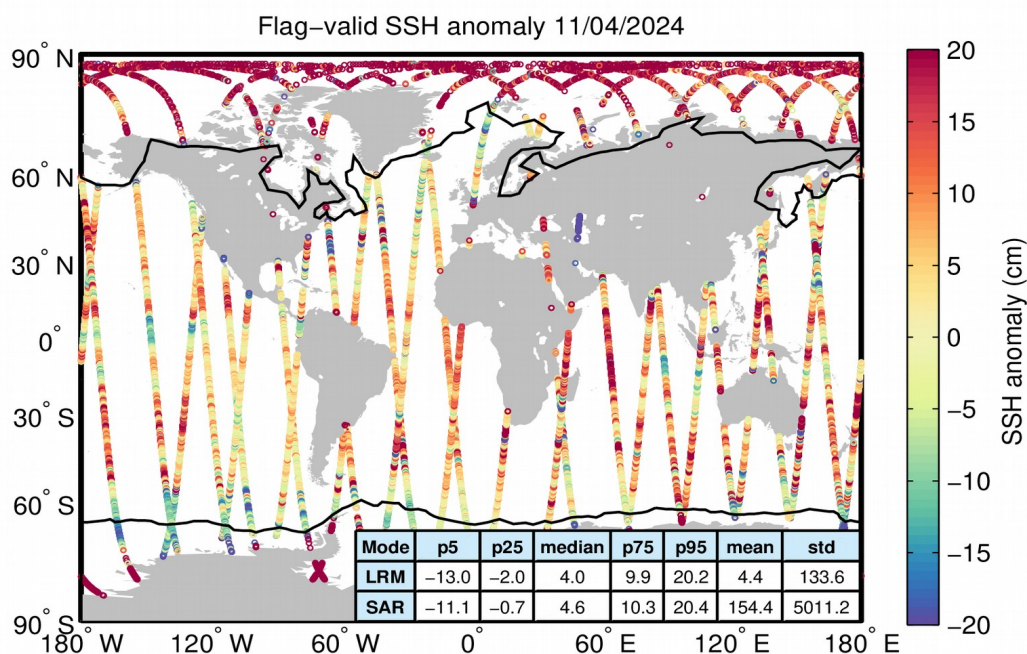 Flag−valid SSH anomaly 11/04/2024
90° N
60° N
30° N
0°
30° S
60° S
90° S
180° W
120° W
60° W
0°
60° E
120° E
180° E
Mode p5 p25 median p75 p95 mean std
LRM −13.0 −2.0 4.0 9.9 20.2 4.4 133.6
SAR −11.1 −0.7 4.6 10.3 20.4 154.4 5011.2
20
15
10
5
0
−5
−10
−15
−20
SSH anomaly (cm)